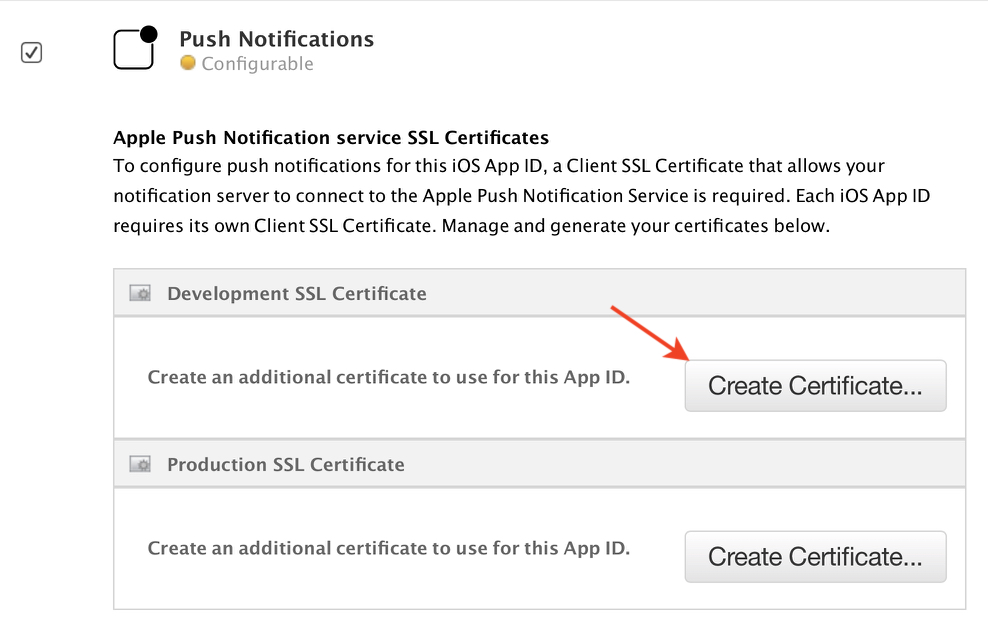 Push Notifications
Configurable
Apple Push Notification service SSL Certificates
To configure push notifications for this iOS App ID, a Client SSL Certificate that allows your
notification server to connect to the Apple Push Notification Service is required. Each iOS App ID
requires its own Client SSL Certificate. Manage and generate your certificates below.
Development SSL Certificate
Create an additional certificate to use for this App ID.
Create Certificate...
Production SSL Certificate
Create an additional certificate to use for this App ID.
Create Certificate...